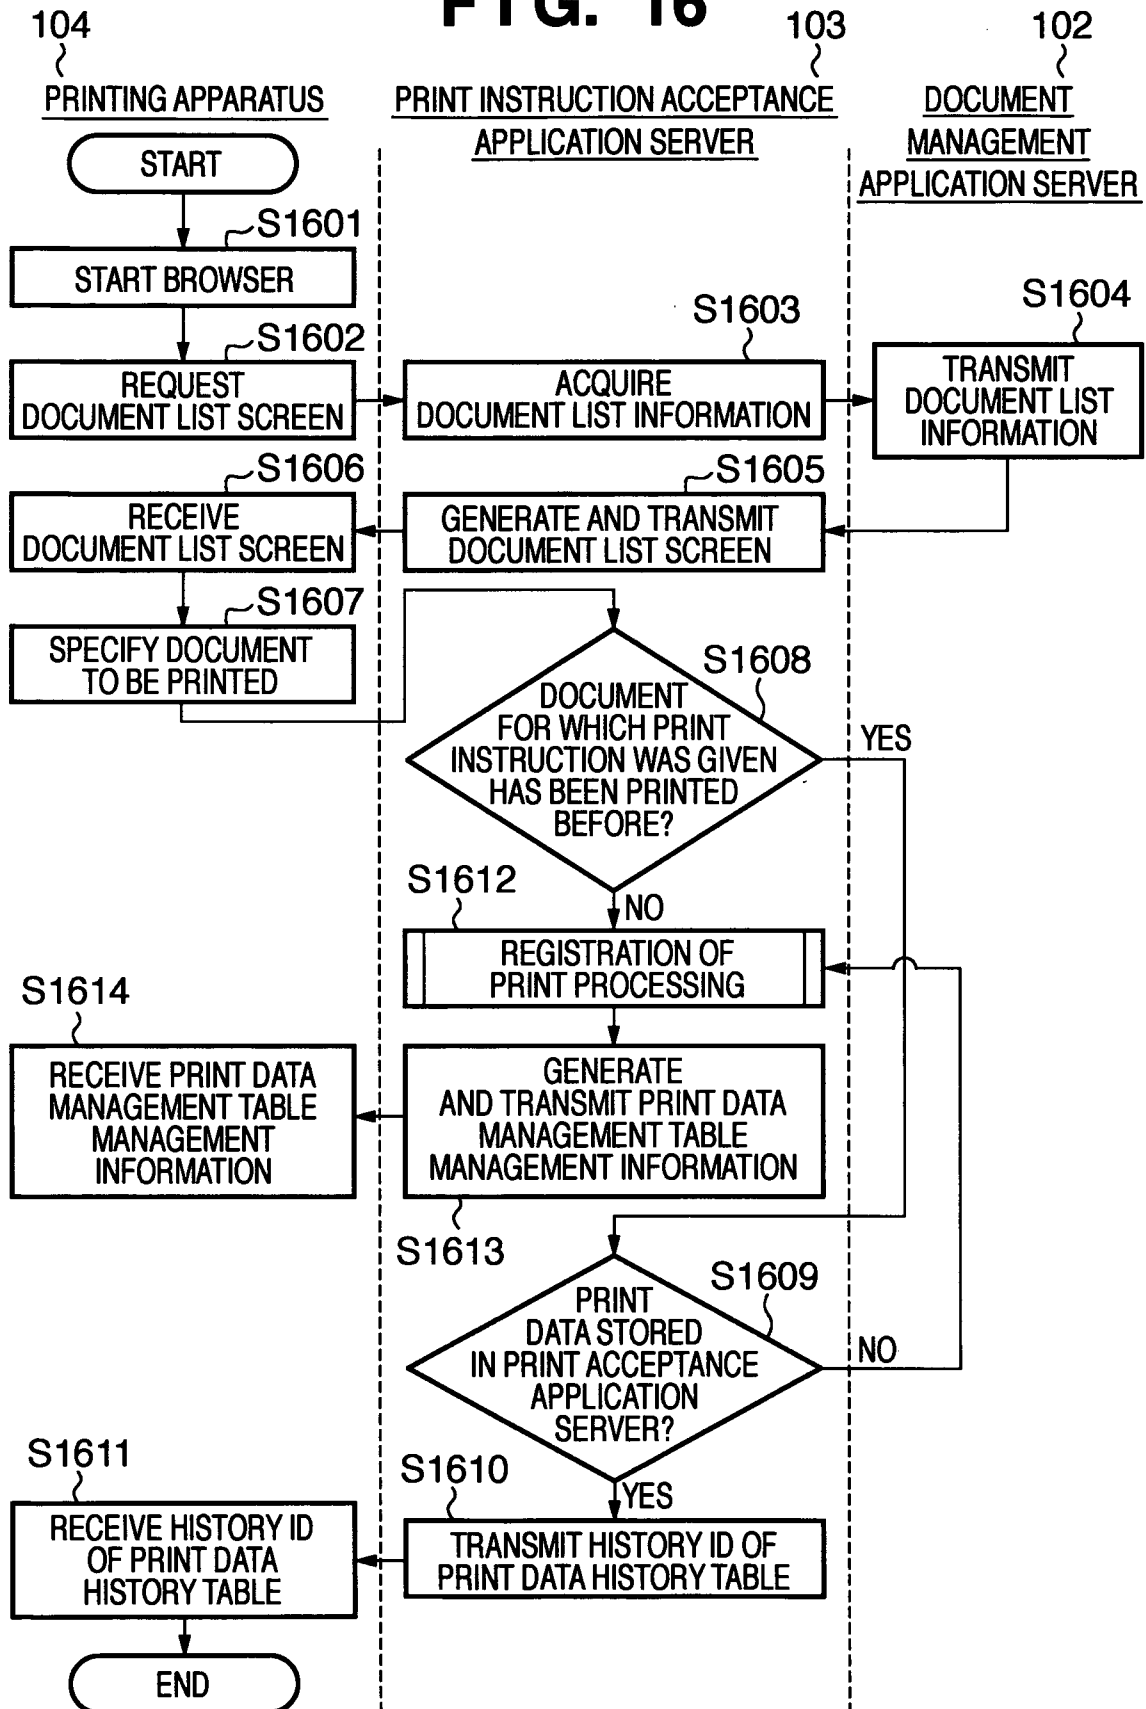 FIG. 16
104
103
102
PRINTING APPARATUS
PRINT INSTRUCTION ACCEPTANCE
APPLICATION SERVER
DOCUMENT
MANAGEMENT
APPLICATION SERVER
START
S1601
START BROWSER
S1602
REQUEST
DOCUMENT LIST SCREEN
S1603
ACQUIRE
DOCUMENT LIST INFORMATION
S1604
TRANSMIT
DOCUMENT LIST
INFORMATION
S1606
RECEIVE
DOCUMENT LIST SCREEN
S1605
GENERATE AND TRANSMIT
DOCUMENT LIST SCREEN
S1607
SPECIFY DOCUMENT
TO BE PRINTED
S1608
DOCUMENT
FOR WHICH PRINT
INSTRUCTION WAS GIVEN
HAS BEEN PRINTED
BEFORE?
YES
NO
S1612
REGISTRATION OF
PRINT PROCESSING
S1614
RECEIVE PRINT DATA
MANAGEMENT TABLE
MANAGEMENT
INFORMATION
GENERATE
AND TRANSMIT PRINT DATA
MANAGEMENT TABLE
MANAGEMENT INFORMATION
S1613
S1609
PRINT
DATA STORED
IN PRINT ACCEPTANCE
APPLICATION
SERVER?
NO
YES
S1611
RECEIVE HISTORY ID
OF PRINT DATA
HISTORY TABLE
S1610
TRANSMIT HISTORY ID OF
PRINT DATA HISTORY TABLE
END